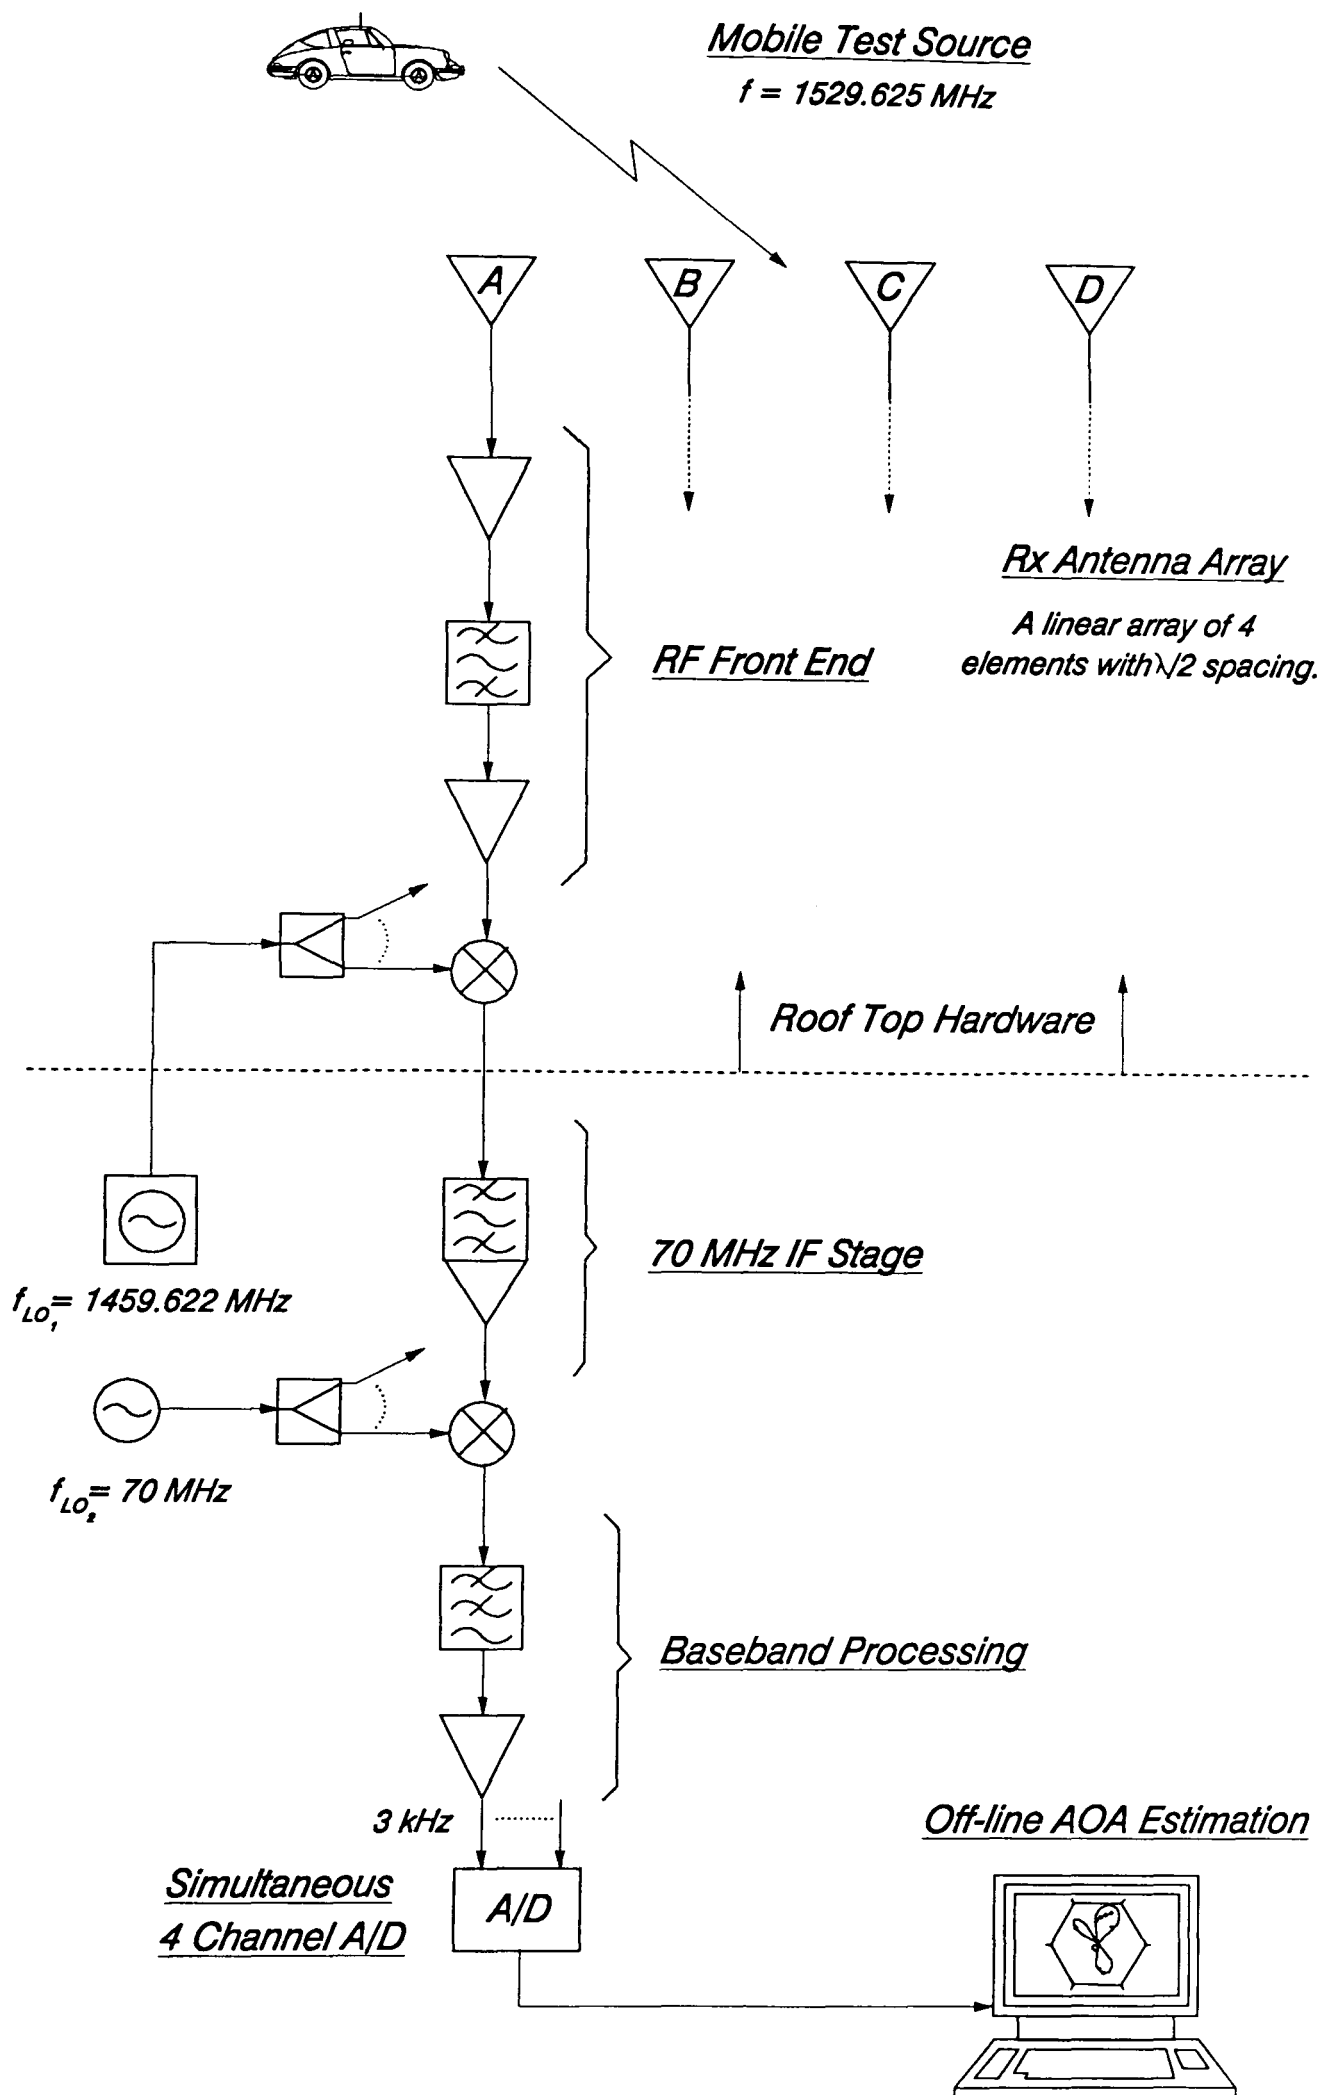 Mobile Test Source
f = 1529.625 MHz
A
B
C
D
Rx Antenna Array
A linear array of 4
elements with λ/2 spacing.
RF Front End
Roof Top Hardware
70 MHz IF Stage
f_LO_1 = 1459.622 MHz
f_LO_2 = 70 MHz
Baseband Processing
3 kHz
Off-line AOA Estimation
Simultaneous
4 Channel A/D
A/D